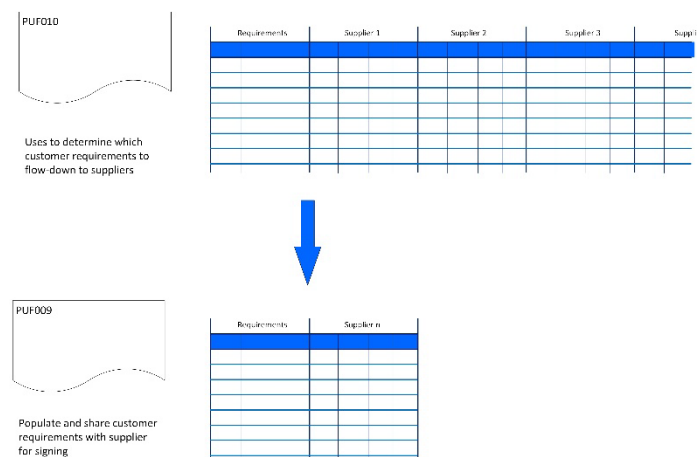 PUF010
Requirements
Supplier 1
Supplier 2
Supplier 3
Suppli
Uses to determine which
customer requirements to
flow-down to suppliers
PUF009
Requirements
Supplier n
Populate and share customer
requirements with supplier
for signing